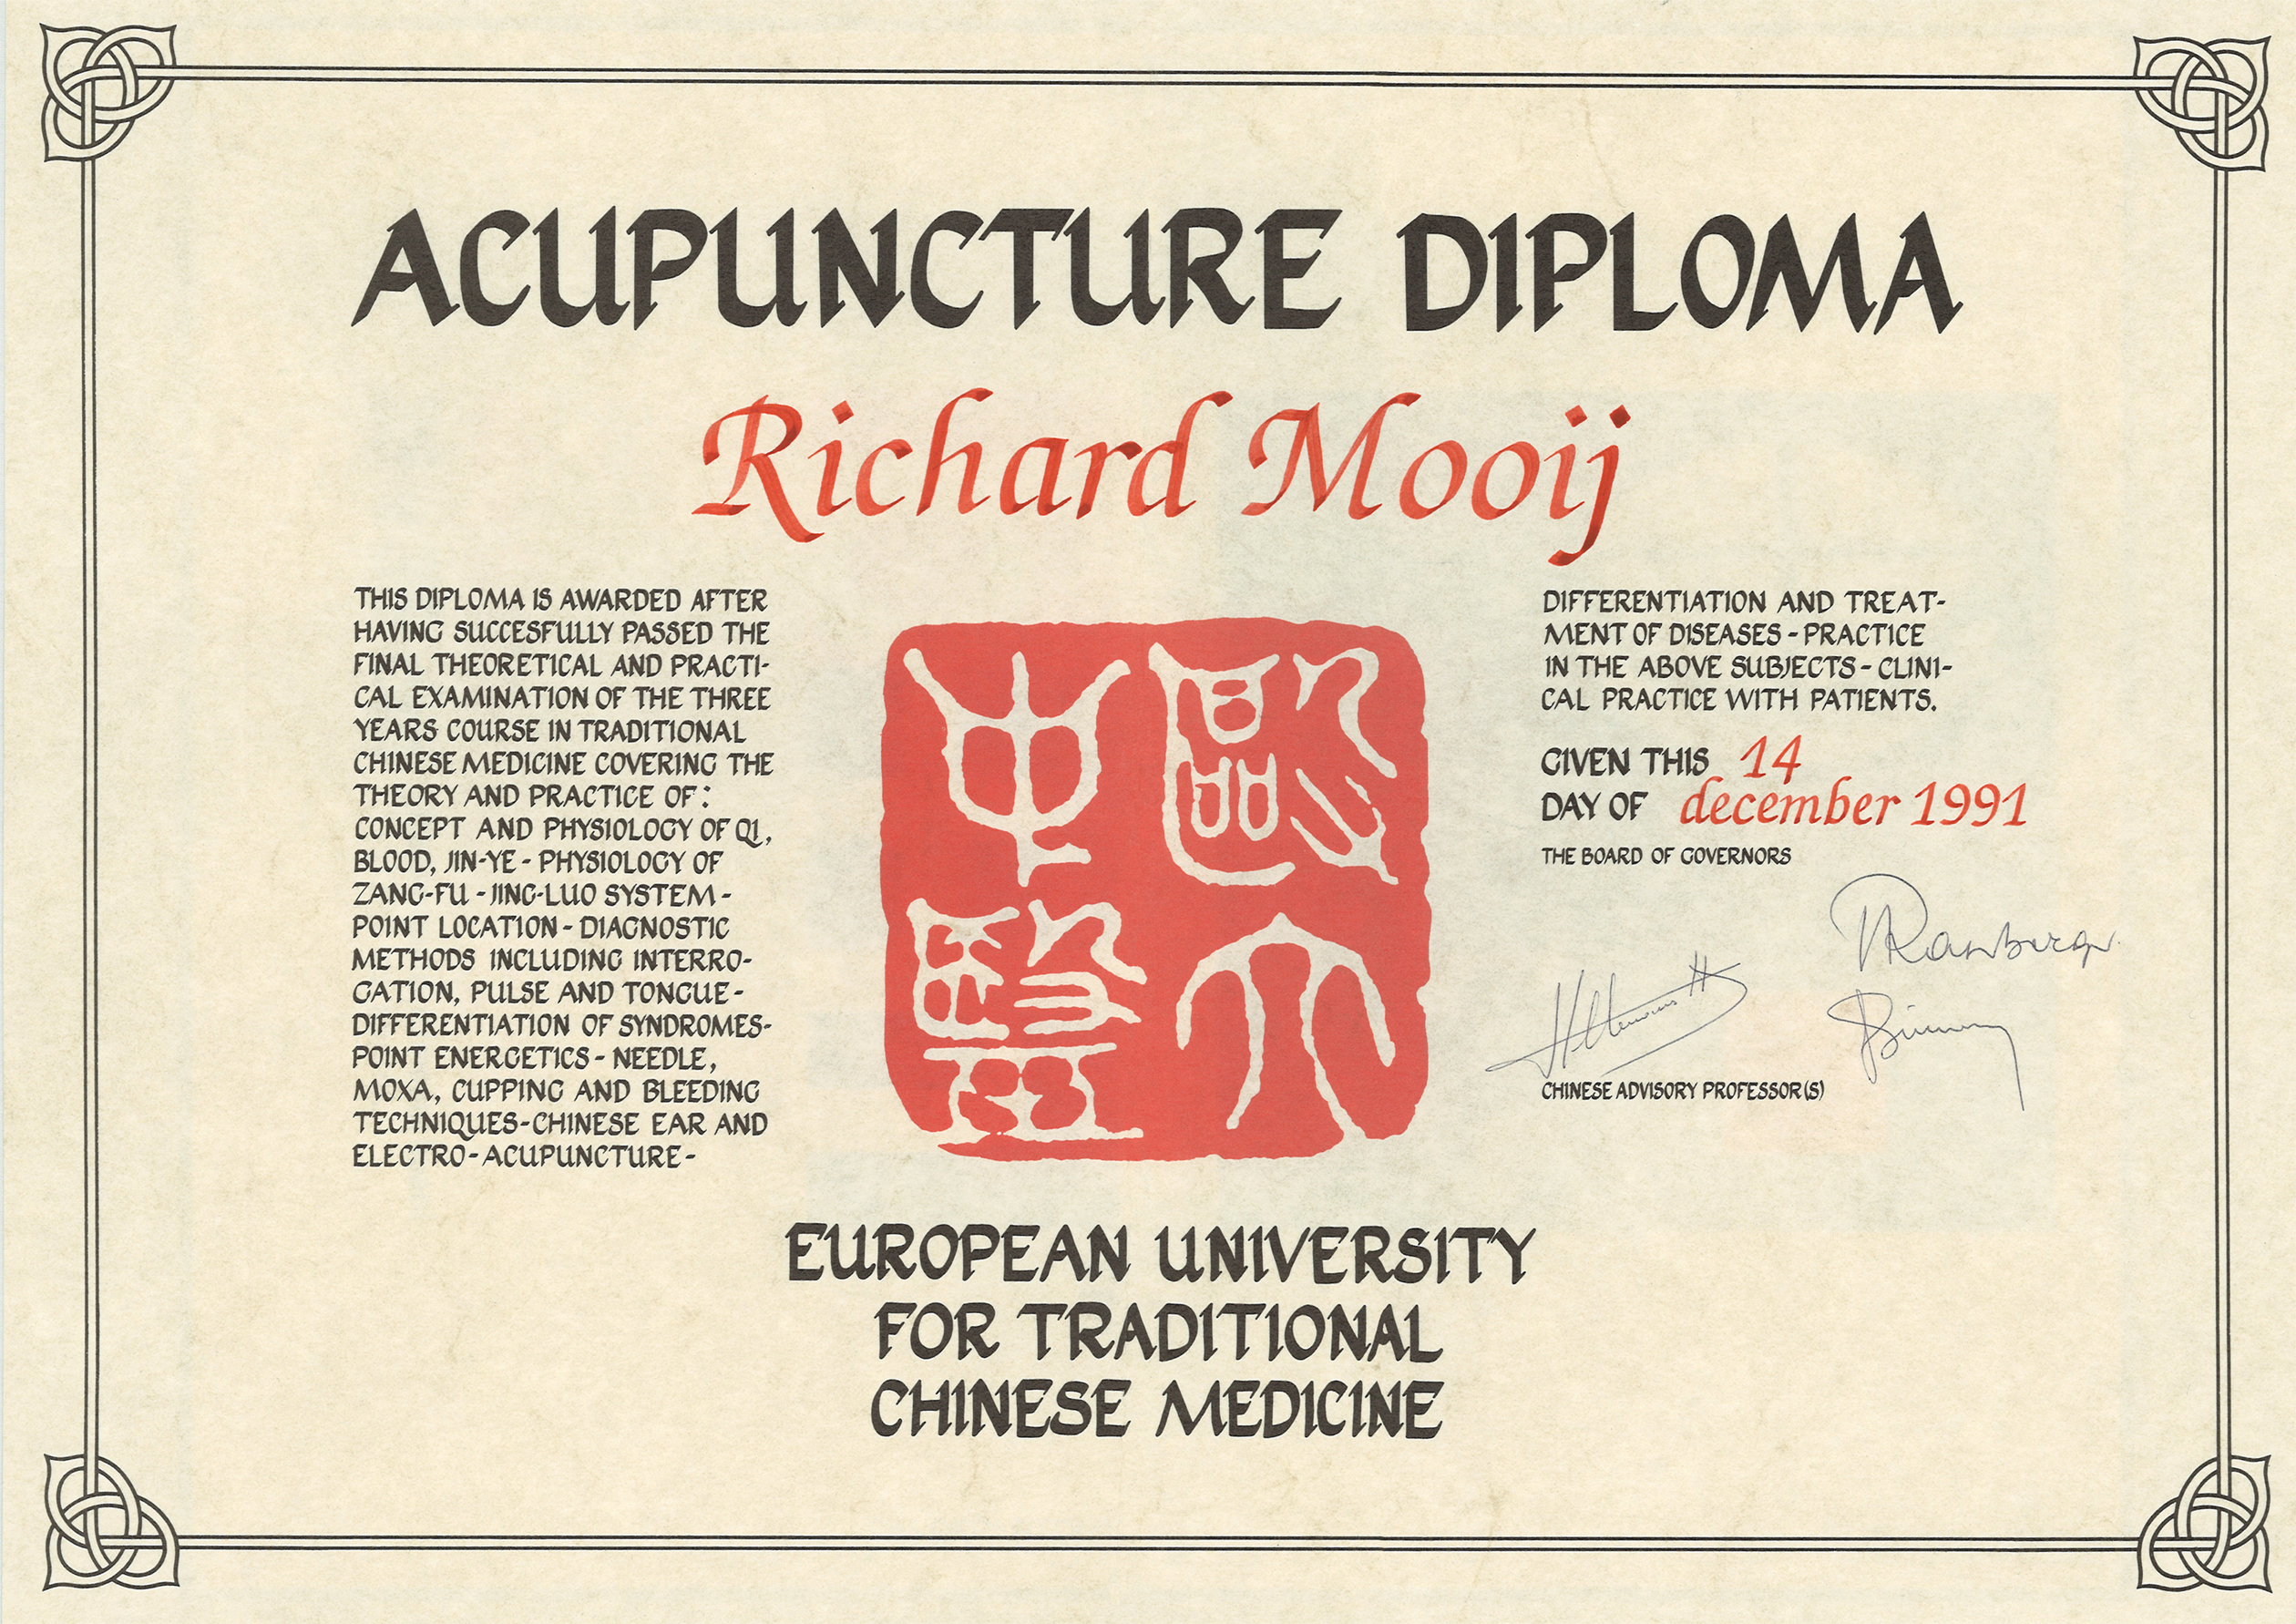 ACUPUNCTURE DIPLOMA
Richard Mooij
THIS DIPLOMA IS AWARDED AFTER
HAVING SUCCESFULLY PASSED THE
FINAL THEORETICAL AND PRACTI-
CAL EXAMINATION OF THE THREE
YEARS COURSE IN TRADITIONAL
CHINESE MEDICINE COVERING THE
THEORY AND PRACTICE OF:
CONCEPT AND PHYSIOLOGY OF QI,
BLOOD, JIN-YE - PHYSIOLOGY OF
ZANG-FU - JING-LUO SYSTEM -
POINT LOCATION - DIAGNOSTIC
METHODS INCLUDING INTERRO-
GATION, PULSE AND TONGUE -
DIFFERENTIATION OF SYNDROMES-
POINT ENERGETICS - NEEDLE,
MOXA, CUPPING AND BLEEDING
TECHNIQUES-CHINESE EAR AND
ELECTRO-ACUPUNCTURE-
歐大
中醫
DIFFERENTIATION AND TREAT-
MENT OF DISEASES - PRACTICE
IN THE ABOVE SUBJECTS - CLINI-
CAL PRACTICE WITH PATIENTS.
GIVEN THIS 14
DAY OF december 1991
THE BOARD OF GOVERNORS
CHINESE ADVISORY PROFESSOR(S)
EUROPEAN UNIVERSITY
FOR TRADITIONAL
CHINESE MEDICINE